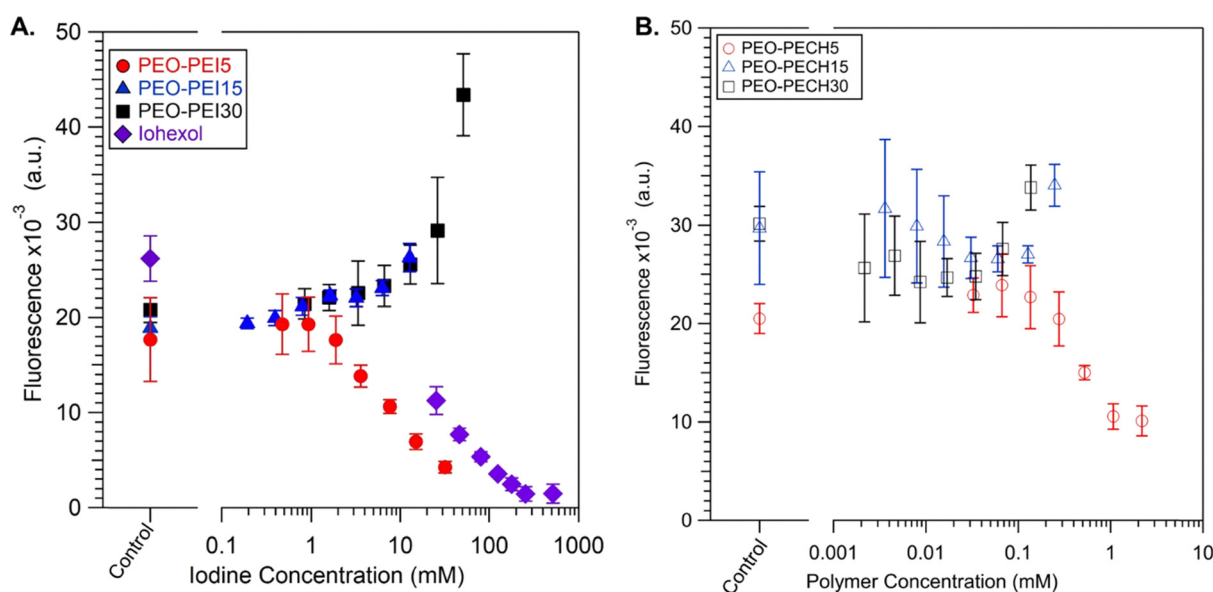 A.
50
40
30
20
10
0
Fluorescence x10⁻³ (a.u.)
PEO-PEI5
PEO-PEI15
PEO-PEI30
Iohexol
Control
0.1 1 10 100 1000
Iodine Concentration (mM)
B.
50
40
30
20
10
0
Fluorescence x10⁻³ (a.u.)
PEO-PECH5
PEO-PECH15
PEO-PECH30
Control
0.001 0.01 0.1 1 10
Polymer Concentration (mM)